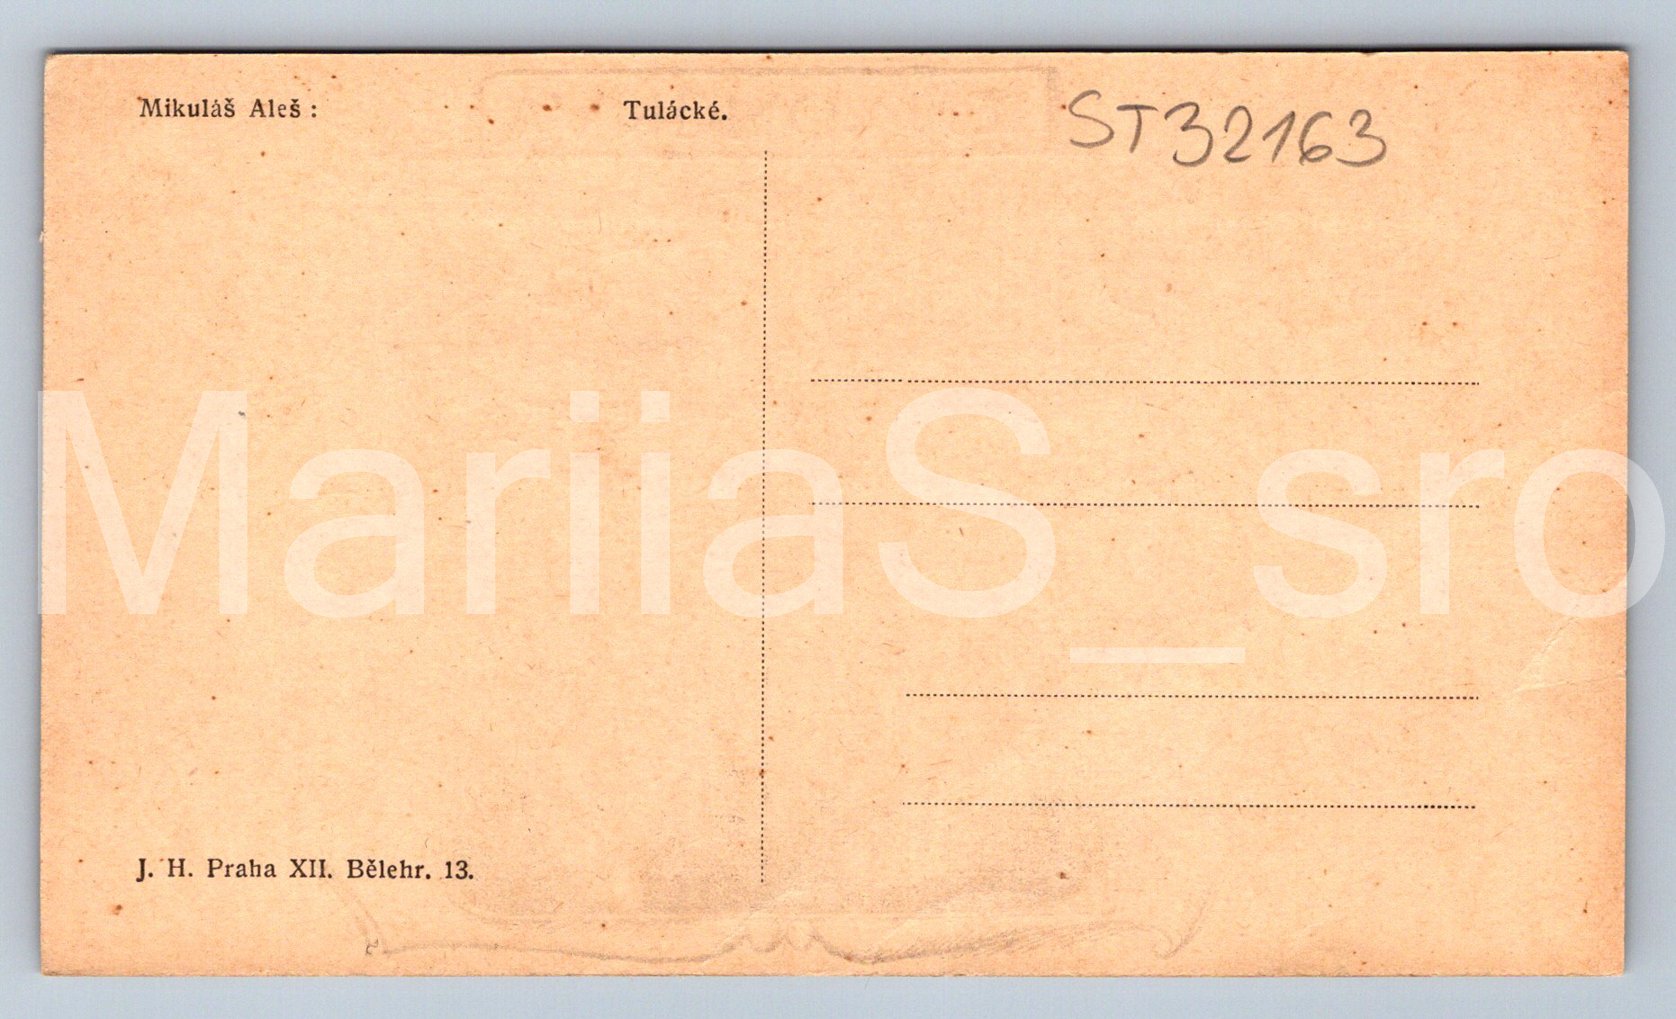 Mikuláš Aleš :
Tulácké.
ST32163
MariiaS_sro
J. H. Praha XII. Bělehr. 13.